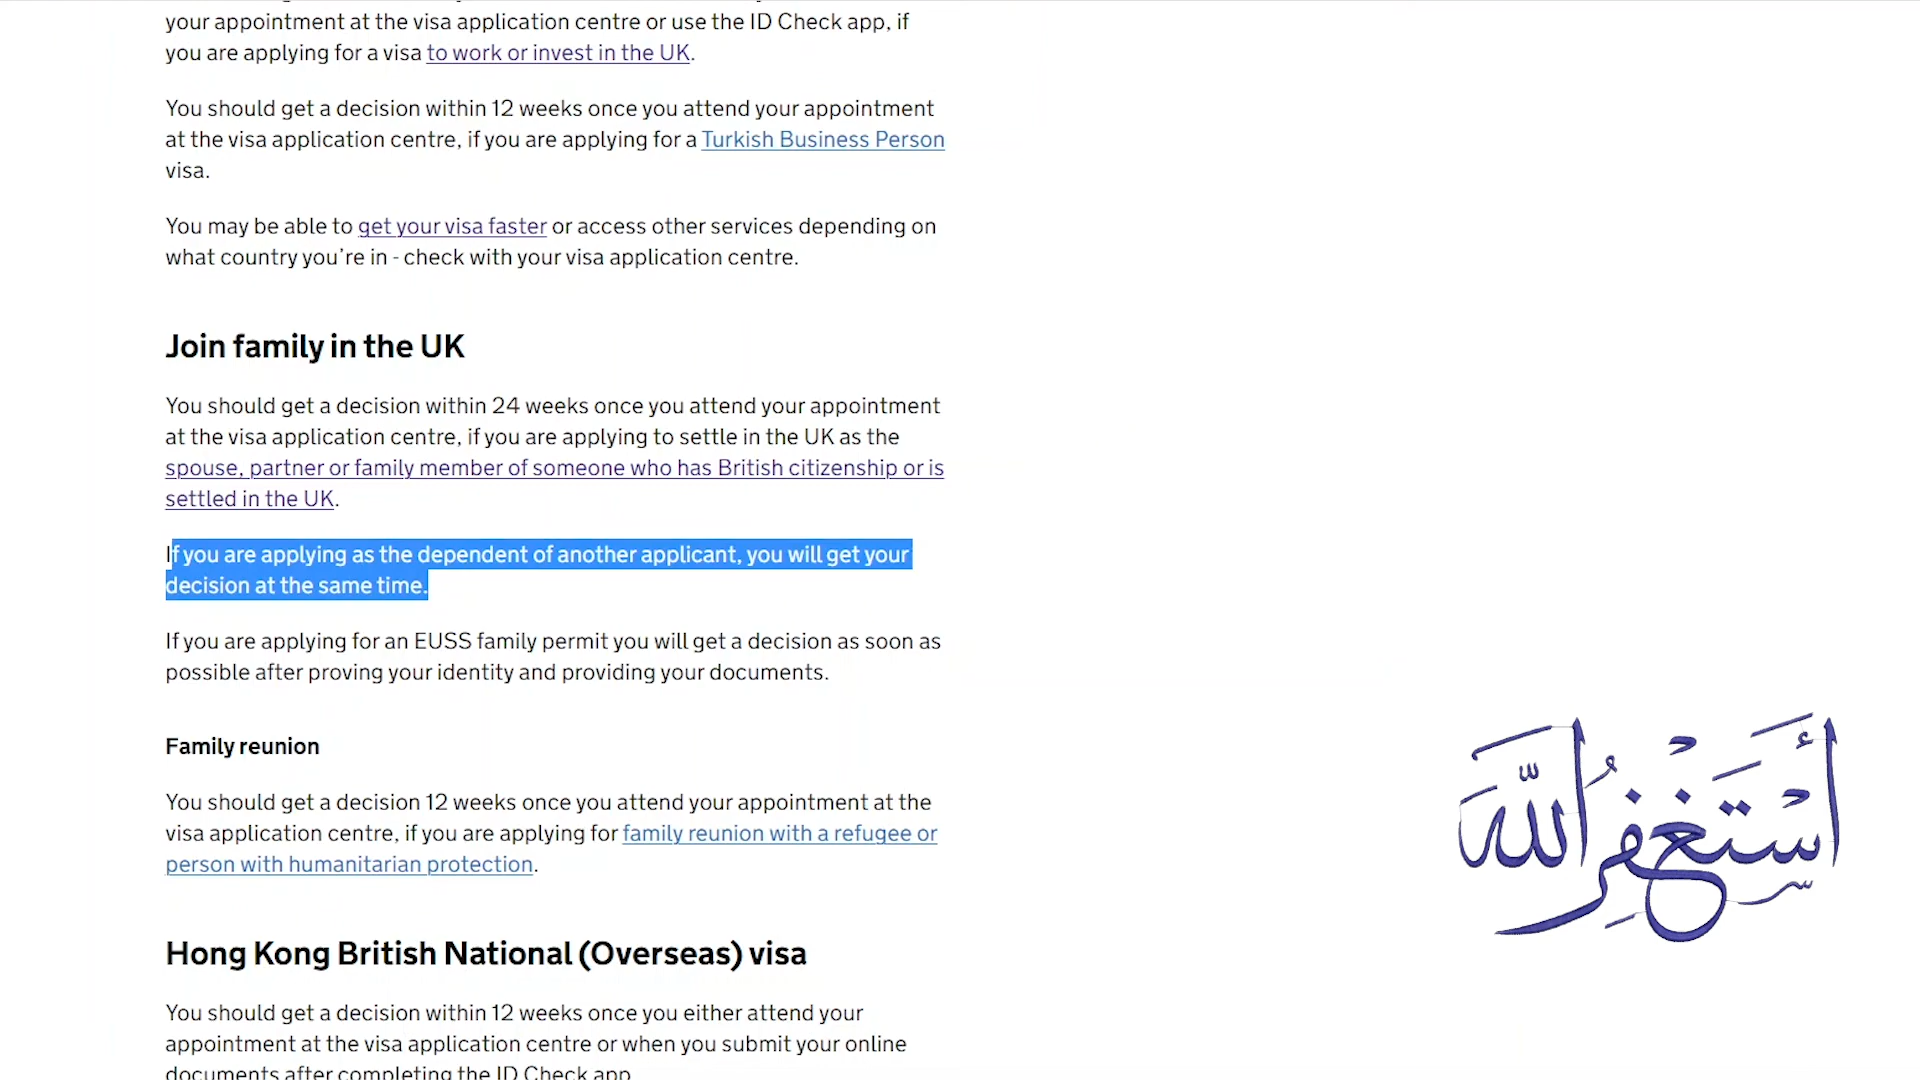 your appointment at the visa application centre or use the ID Check app, if
you are applying for a visa to work or invest in the UK.
You should get a decision within 12 weeks once you attend your appointment
at the visa application centre, if you are applying for a Turkish Business Person
visa.
You may be able to get your visa faster or access other services depending on
what country you’re in - check with your visa application centre.
Join family in the UK
You should get a decision within 24 weeks once you attend your appointment
at the visa application centre, if you are applying to settle in the UK as the
spouse, partner or family member of someone who has British citizenship or is
settled in the UK.
If you are applying as the dependent of another applicant, you will get your
decision at the same time.
If you are applying for an EUSS family permit you will get a decision as soon as
possible after proving your identity and providing your documents.
Family reunion
You should get a decision 12 weeks once you attend your appointment at the
visa application centre, if you are applying for family reunion with a refugee or
person with humanitarian protection.
Hong Kong British National (Overseas) visa
You should get a decision within 12 weeks once you either attend your
appointment at the visa application centre or when you submit your online
documents after completing the ID Check app
أَسْتَغْفِرُ اللهَ